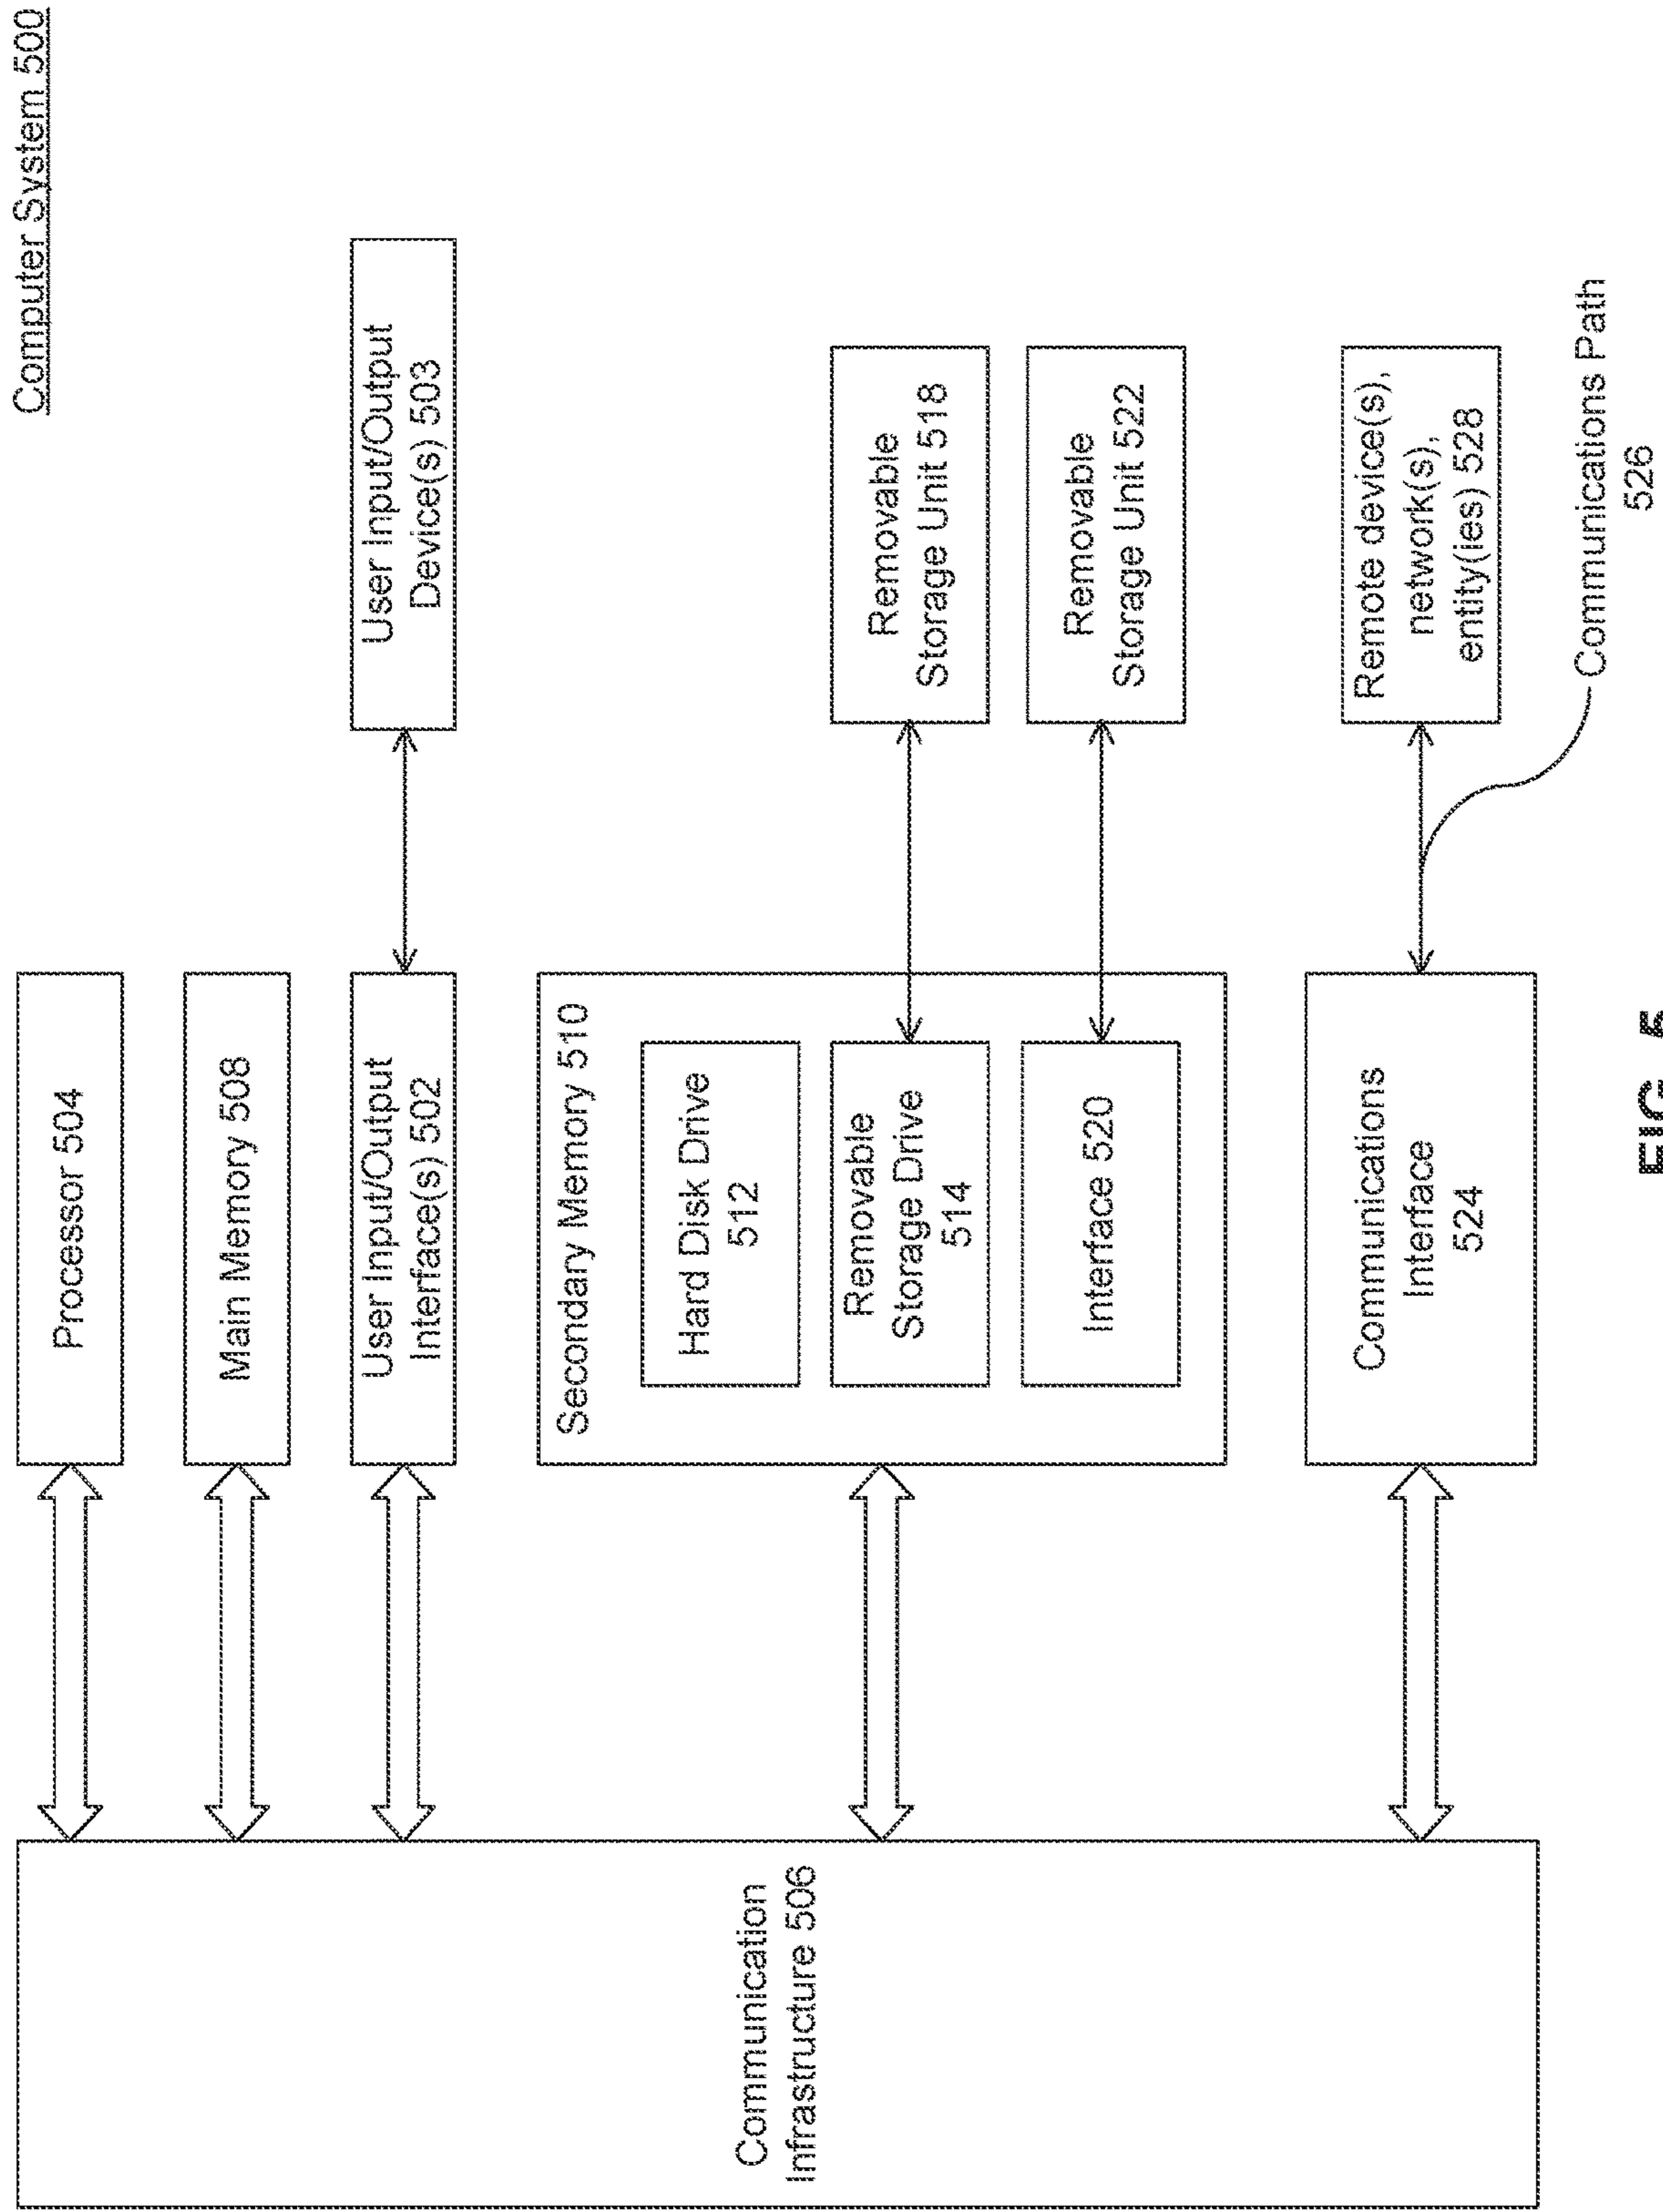 Computer System 500
Processor 504
Main Memory 508
User Input/Output
Interface(s) 502
User Input/Output
Device(s) 503
Secondary Memory 510
Hard Disk Drive
512
Removable
Storage Drive
514
Interface 520
Removable
Storage Unit 518
Removable
Storage Unit 522
Communications
Interface
524
Remote device(s),
network(s),
entity(ies) 528
Communications Path
526
Communication
Infrastructure 506
FIG. 5